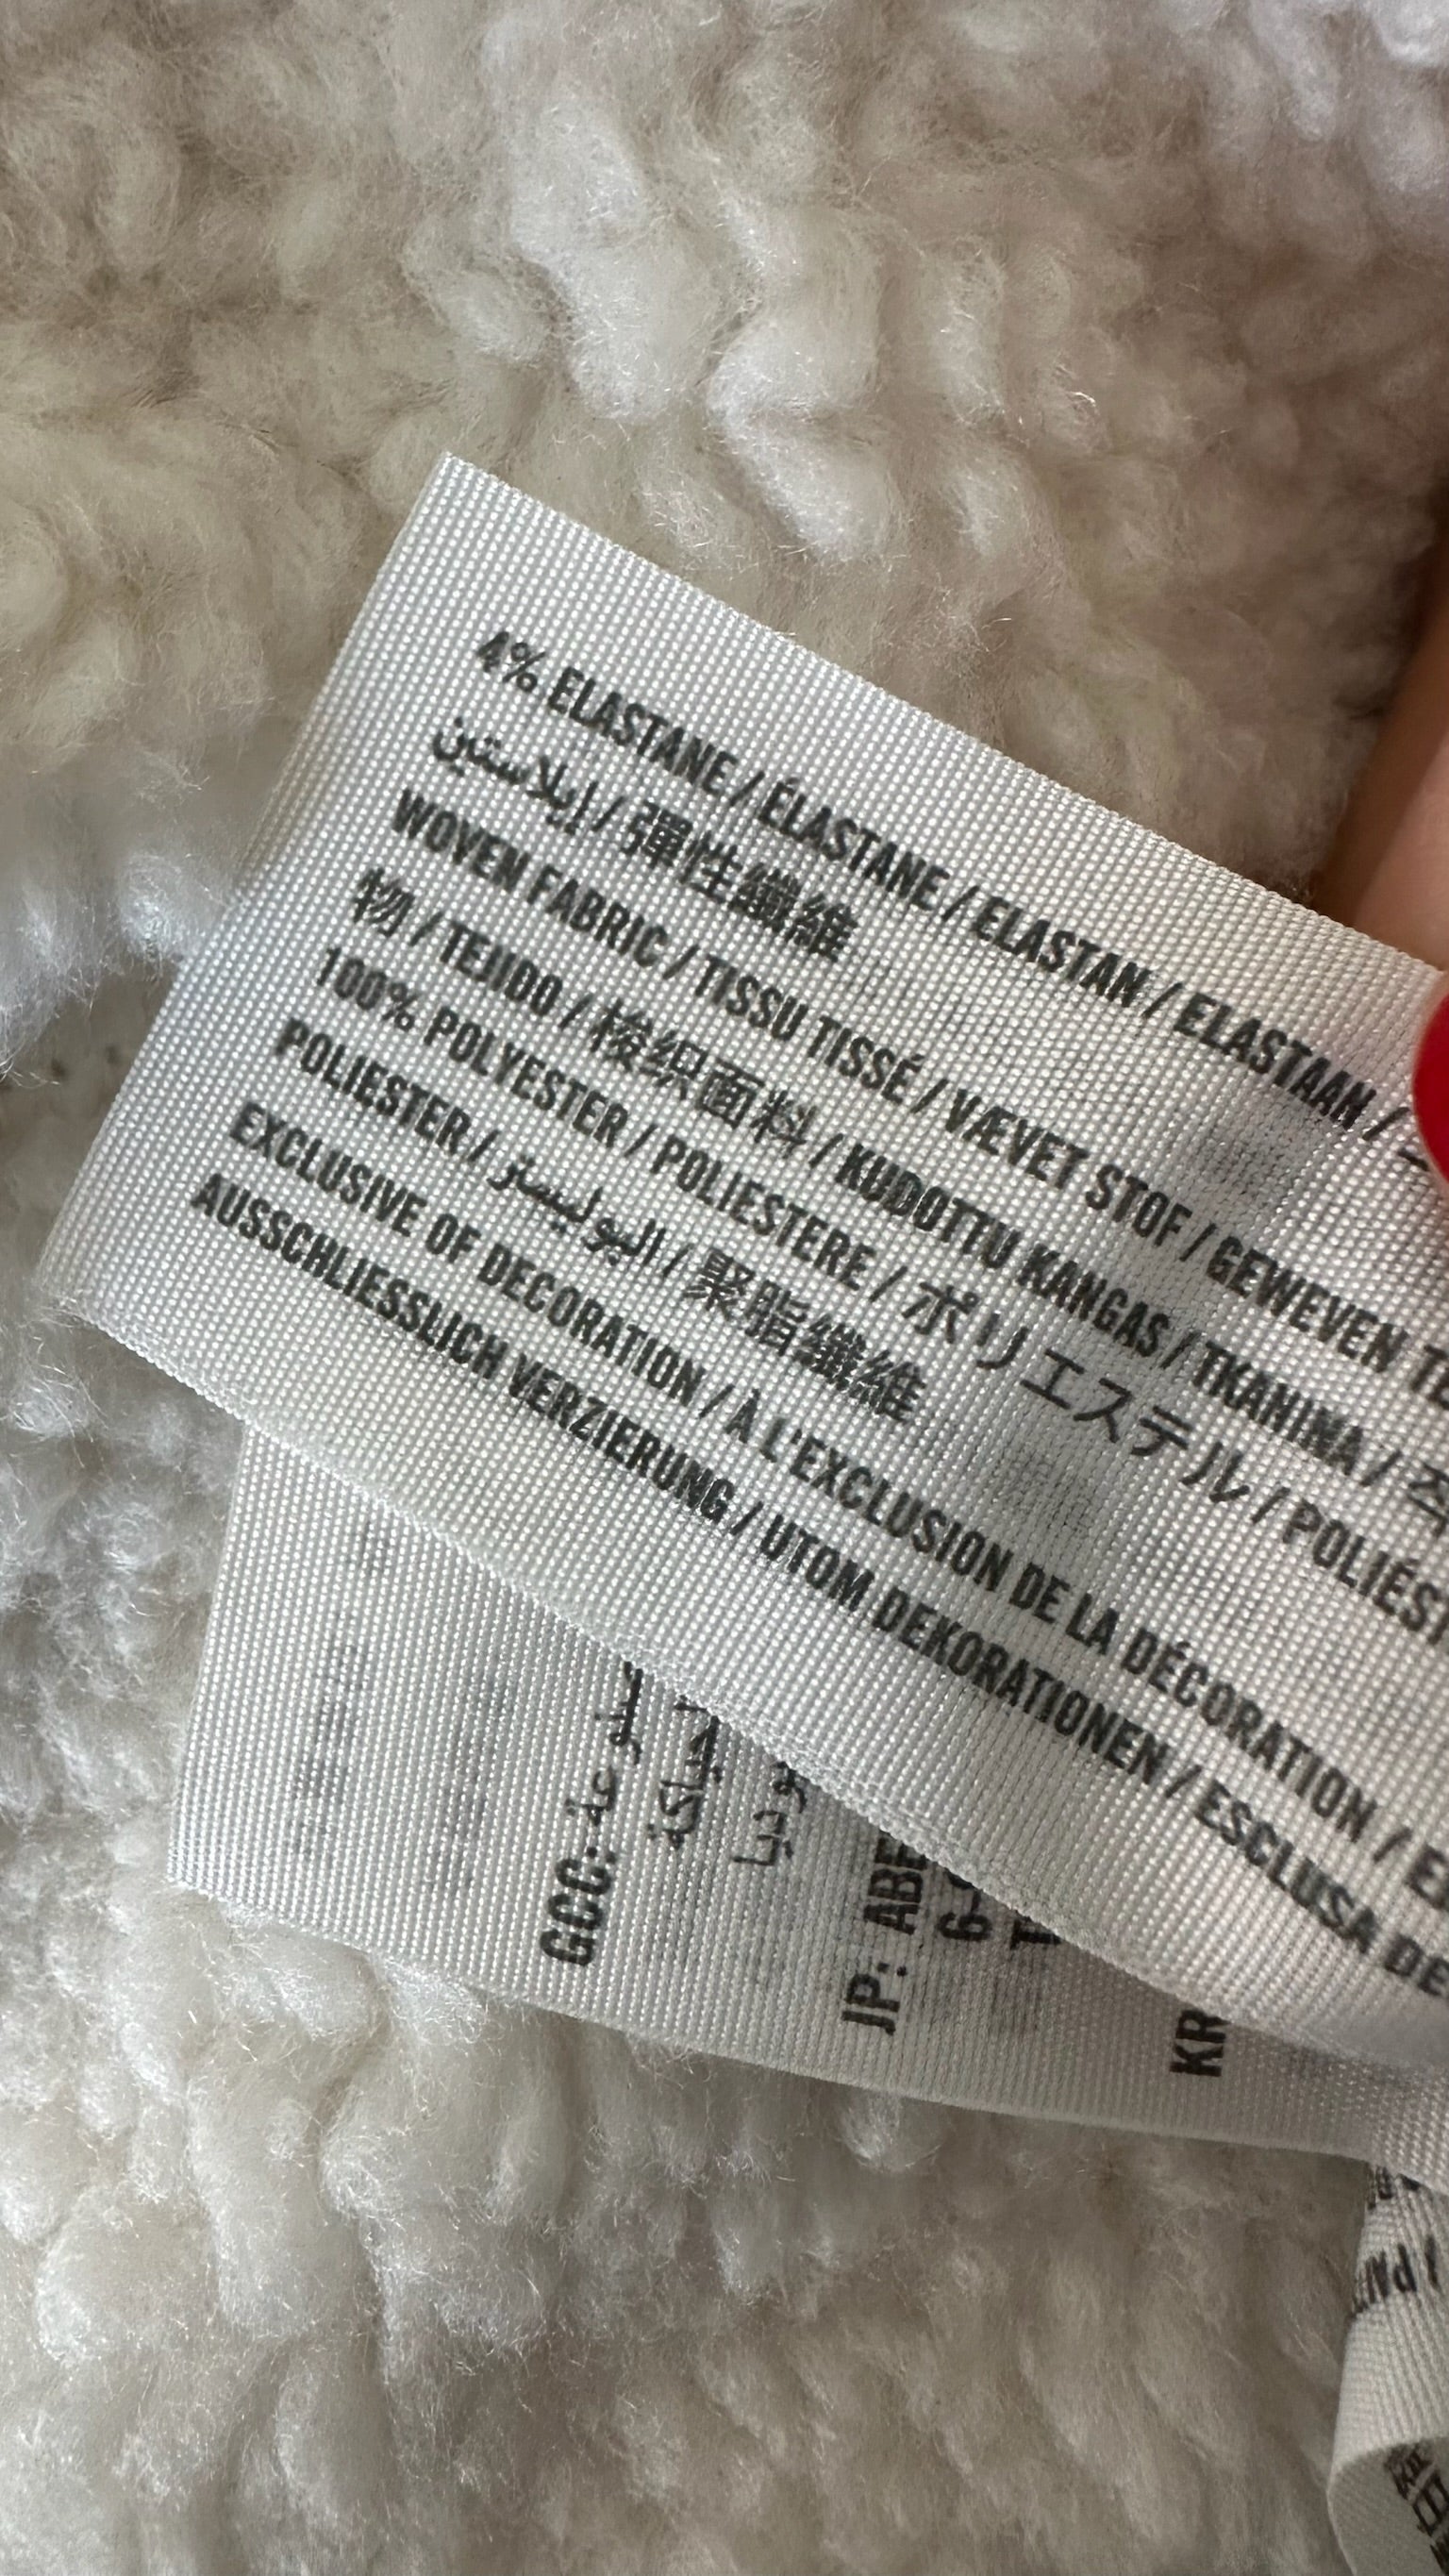 4% ELASTANE / ÉLASTANE / ELASTAN / ELASTAAN /
إيلاستين / 彈性纖維
WOVEN FABRIC / TISSU TISSÉ / VÆVET STOF / GEWEVEN
物 / TEJIDO / 梭织面料 / KUDOTTU KANGAS / TKANINA /
100% POLYESTER / POLIESTERE / ポリエステル /
POLIESTER / البوليستر / 聚脂纖維
EXCLUSIVE OF DECORATION / À L'EXCLUSION DE LA DÉCORATION /
AUSSCHLIESSLICH VERZIERUNG / UTOM DEKORATIONEN / ESCLUSA
GCC:
JP:
KR